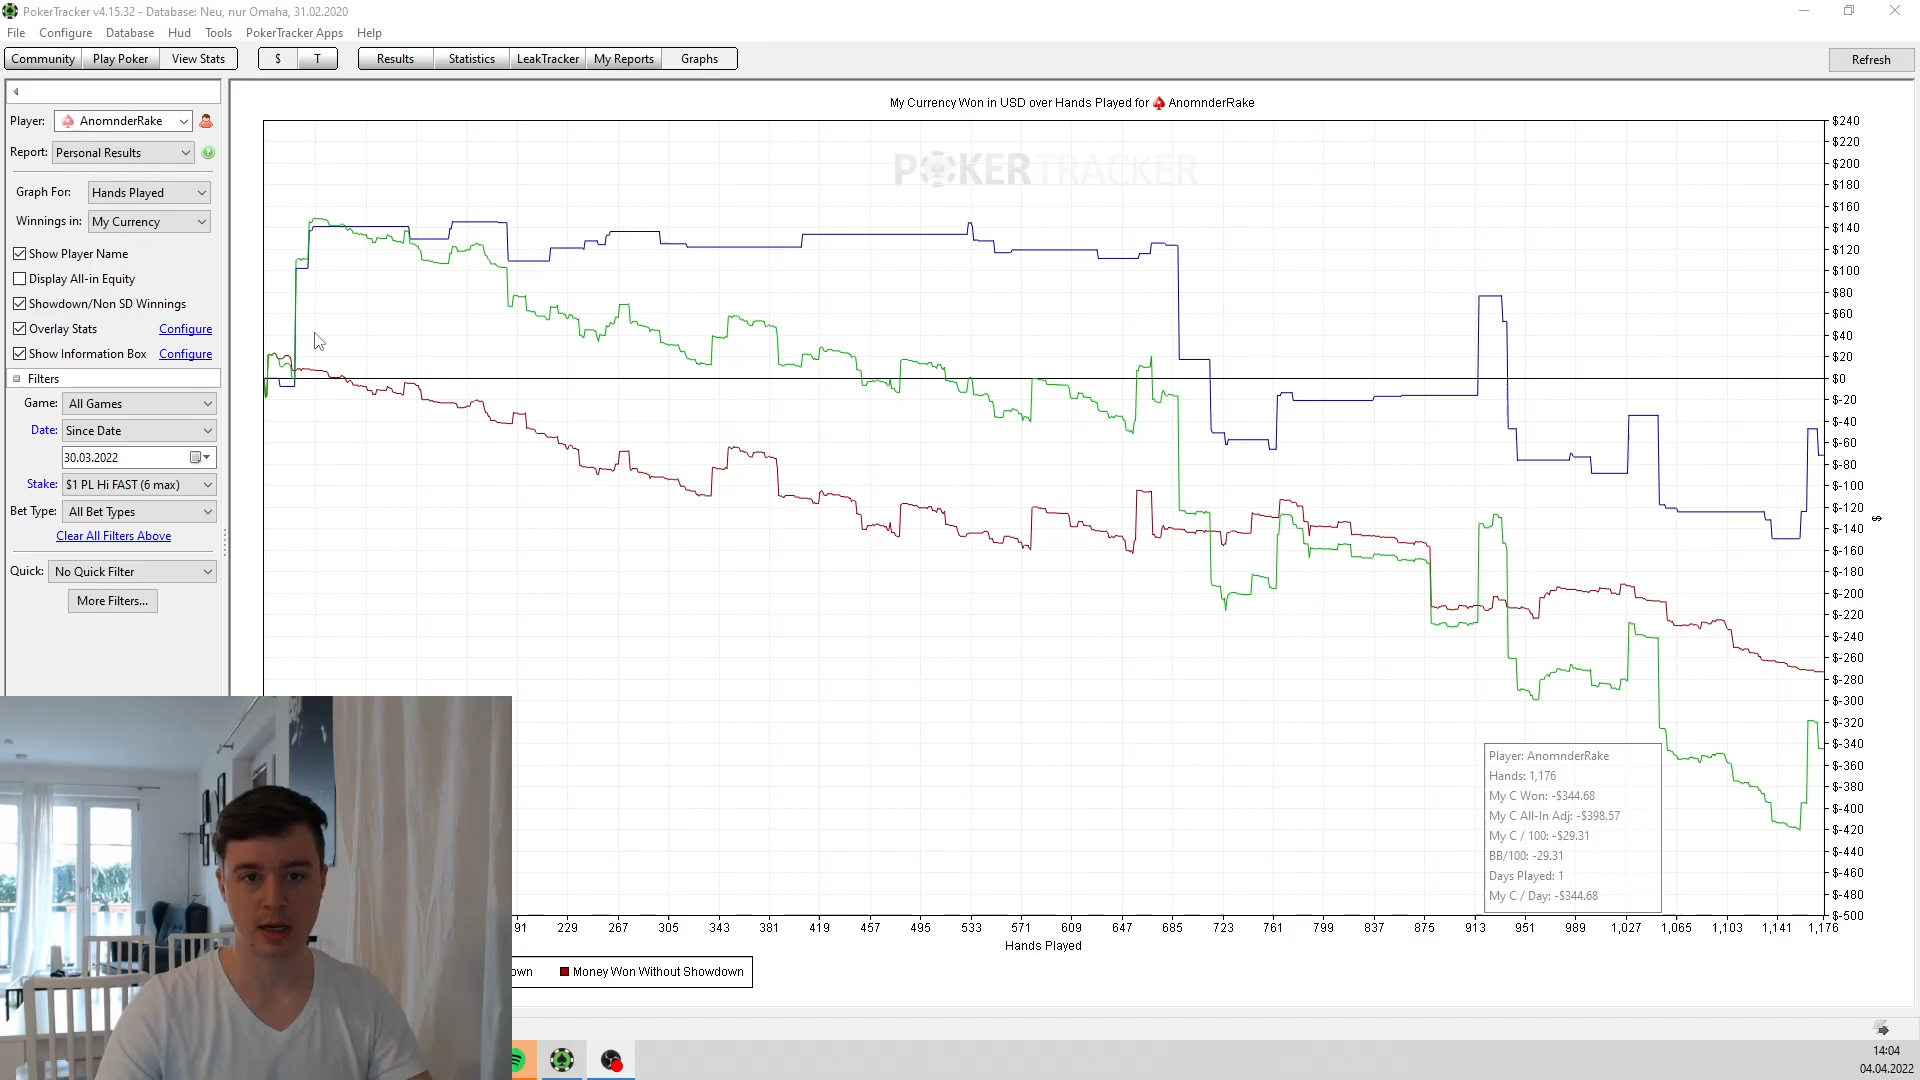 PokerTracker v4.15.32 - Database: Neu, nur Omaha, 31.02.2020
File Configure Database Hud Tools PokerTracker Apps Help
Community Play Poker View Stats $ T Results Statistics LeakTracker My Reports Graphs Refresh
Player: AnomnderRake
Report: Personal Results
Graph For: Hands Played
Winnings in: My Currency
Show Player Name
Display All-in Equity
Showdown/Non SD Winnings
Overlay Stats Configure
Show Information Box Configure
Filters
Game: All Games
Date: Since Date
30.03.2022
Stake: $1 PL Hi FAST (6 max)
Bet Type: All Bet Types
Clear All Filters Above
Quick: No Quick Filter
More Filters...
My Currency Won in USD over Hands Played for AnomnderRake
POKERTRACKER
$240
$220
$200
$180
$160
$140
$120
$100
$80
$60
$40
$20
$0
$-20
$-40
$-60
$-80
$-100
$-120
$-140
$-160
$-180
$-200
$-220
$-240
$-260
$-280
$-300
$-320
$-340
$-360
$-380
$-400
$-420
$-440
$-460
$-480
$-500
$
Player: AnomnderRake
Hands: 1,176
My C Won: -$344.68
My C All-In Adj: -$398.57
My C / 100: -$29.31
BB/100: -29.31
Days Played: 1
My C / Day: -$344.68
91 229 267 305 343 381 419 457 495 533 571 609 647 685 723 761 799 837 875 913 951 989 1,027 1,065 1,103 1,141 1,176
Hands Played
own Money Won Without Showdown
14:04
04.04.2022